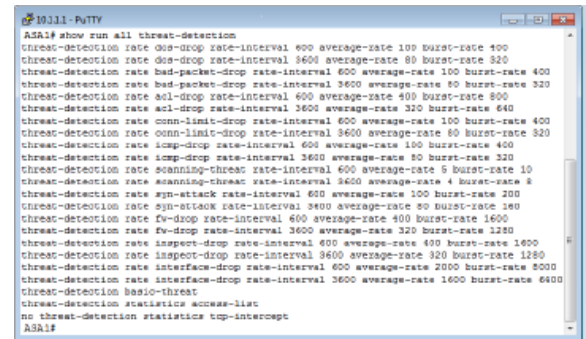 10.1.1.1 - PuTTY
ASA1# show run all threat-detection
threat-detection rate dos-drop rate-interval 600 average-rate 100 burst-rate 400
threat-detection rate dos-drop rate-interval 3600 average-rate 80 burst-rate 320
threat-detection rate bad-packet-drop rate-interval 600 average-rate 100 burst-rate 400
threat-detection rate bad-packet-drop rate-interval 3600 average-rate 80 burst-rate 320
threat-detection rate acl-drop rate-interval 600 average-rate 400 burst-rate 800
threat-detection rate acl-drop rate-interval 3600 average-rate 320 burst-rate 640
threat-detection rate conn-limit-drop rate-interval 600 average-rate 100 burst-rate 400
threat-detection rate conn-limit-drop rate-interval 3600 average-rate 80 burst-rate 320
threat-detection rate icmp-drop rate-interval 600 average-rate 100 burst-rate 400
threat-detection rate icmp-drop rate-interval 3600 average-rate 80 burst-rate 320
threat-detection rate scanning-threat rate-interval 600 average-rate 5 burst-rate 10
threat-detection rate scanning-threat rate-interval 3600 average-rate 4 burst-rate 8
threat-detection rate syn-attack rate-interval 600 average-rate 100 burst-rate 200
threat-detection rate syn-attack rate-interval 3600 average-rate 80 burst-rate 160
threat-detection rate fw-drop rate-interval 600 average-rate 400 burst-rate 1600
threat-detection rate fw-drop rate-interval 3600 average-rate 320 burst-rate 1280
threat-detection rate inspect-drop rate-interval 600 average-rate 400 burst-rate 1600
threat-detection rate inspect-drop rate-interval 3600 average-rate 320 burst-rate 1280
threat-detection rate interface-drop rate-interval 600 average-rate 2000 burst-rate 8000
threat-detection rate interface-drop rate-interval 3600 average-rate 1600 burst-rate 6400
threat-detection basic-threat
threat-detection statistics access-list
no threat-detection statistics tcp-intercept
ASA1#